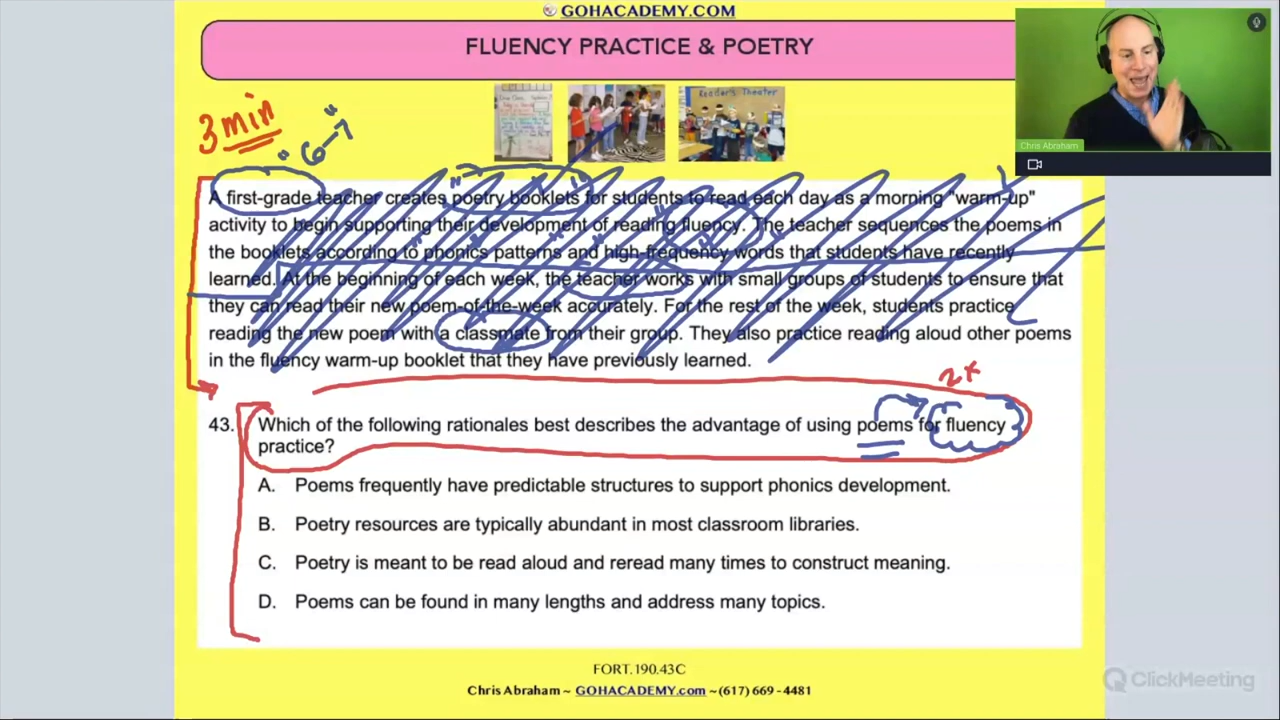 GOHACADEMY.COM
FLUENCY PRACTICE & POETRY
Reader's Theater
Chris Abraham
3 min
"6-7"
A first-grade teacher creates poetry booklets for students to read each day as a morning "warm-up"
activity to begin supporting their development of reading fluency. The teacher sequences the poems in
the booklets according to phonics patterns and high-frequency words that students have recently
learned. At the beginning of each week, the teacher works with small groups of students to ensure that
they can read their new poem-of-the-week accurately. For the rest of the week, students practice
reading the new poem with a classmate from their group. They also practice reading aloud other poems
in the fluency warm-up booklet that they have previously learned.
2x
43. Which of the following rationales best describes the advantage of using poems for fluency
practice?
A. Poems frequently have predictable structures to support phonics development.
B. Poetry resources are typically abundant in most classroom libraries.
C. Poetry is meant to be read aloud and reread many times to construct meaning.
D. Poems can be found in many lengths and address many topics.
FORT.190.43C
Chris Abraham ~ GOHACADEMY.com ~(617) 669 - 4481
ClickMeeting